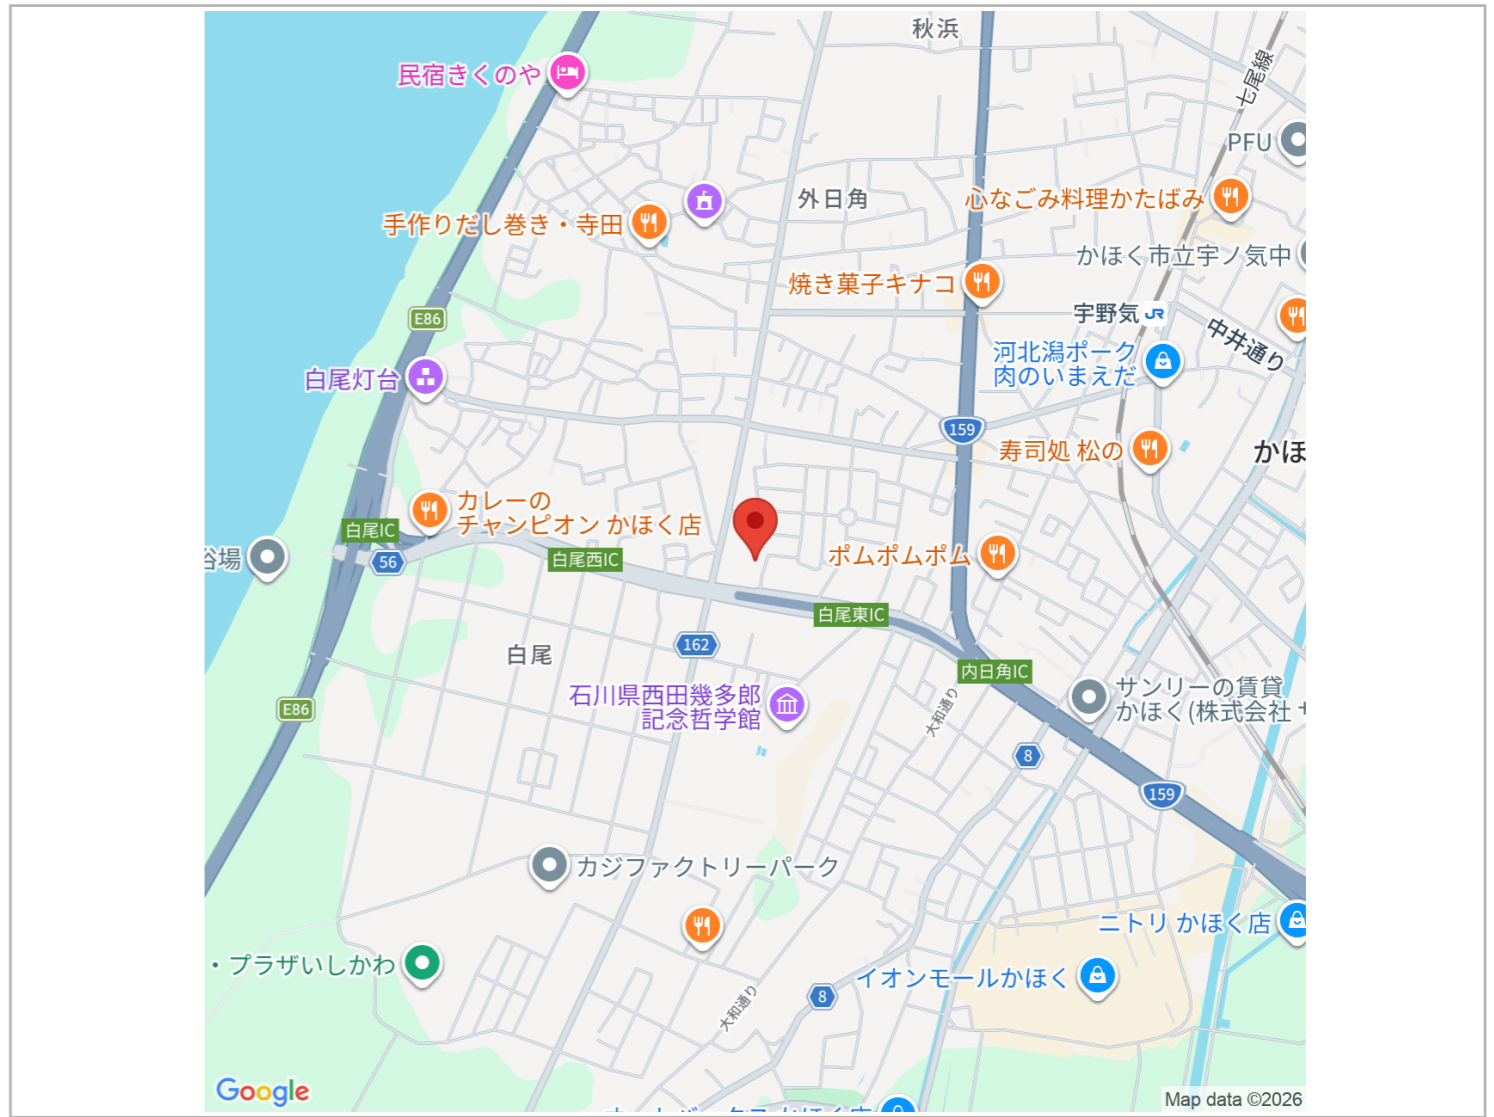 秋浜
民宿きくのや
七尾線
PFU
外日角
心なごみ料理かたばみ
手作りだし巻き・寺田
かほく市立宇ノ気中
焼き菓子キナコ
宇野気
JR
E86
中井通り
河北潟ポーク
肉のいまえだ
白尾灯台
159
寿司処 松の
かほ
カレーの
チャンピオン かほく店
白尾IC
浴場
56
白尾西IC
ポムポムポム
白尾東IC
162
白尾
内日角IC
石川県西田幾多郎
記念哲学館
サンリーの賃貸
かほく(株式会社 サ
大和通り
E86
8
159
カジファクトリーパーク
ニトリ かほく店
・プラザいしかわ
イオンモールかほく
8
大和通り
Google
Map data ©2026